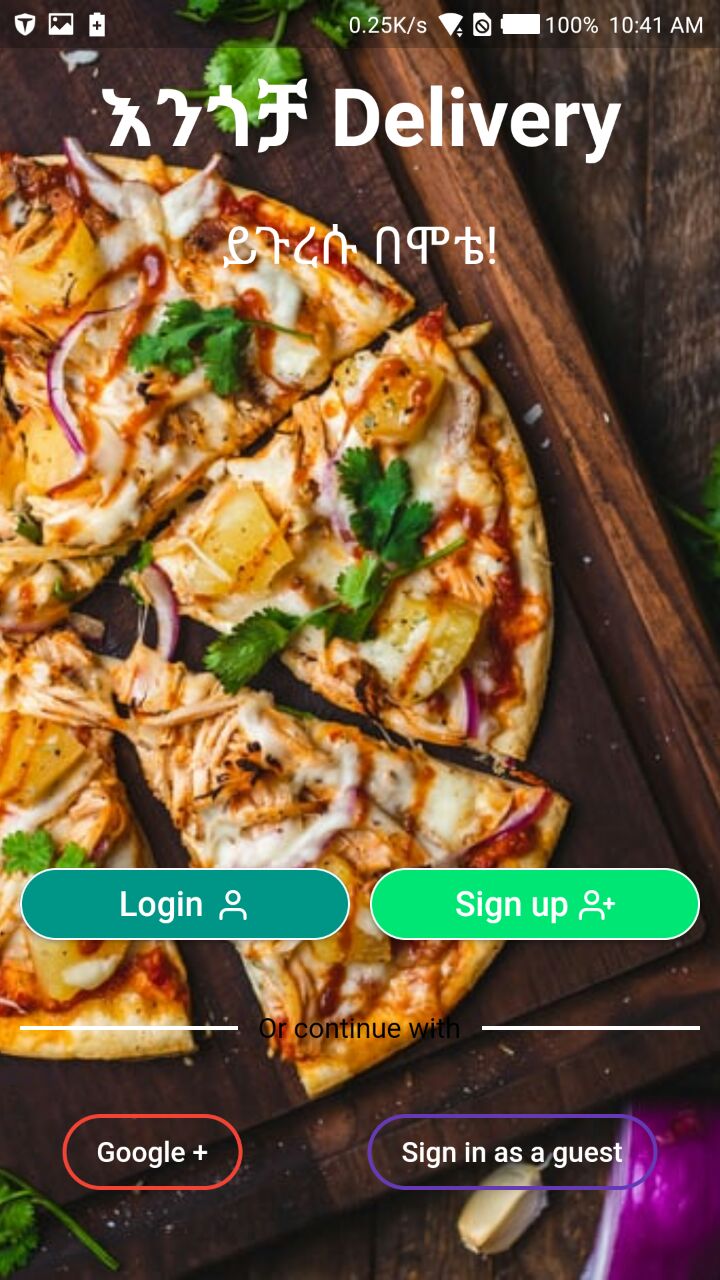 0.25K/s 100% 10:41 AM
እንጎቻ Delivery
ይጉረሱ በሞቴ!
Login Sign up
Or continue with
Google + Sign in as a guest